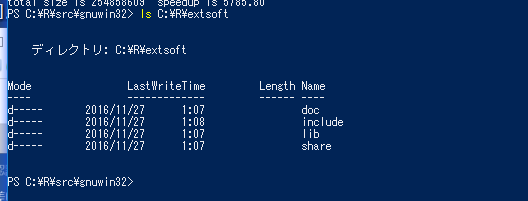 total size is 254858603  speedup is 5785.80
PS C:¥R¥src¥gnuwin32> ls C:¥R¥extsoft
ディレクトリ: C:¥R¥extsoft
Mode                LastWriteTime         Length Name
----                -------------         ------ ----
d-----       2016/11/27      1:07                doc
d-----       2016/11/27      1:08                include
d-----       2016/11/27      1:07                lib
d-----       2016/11/27      1:07                share
PS C:¥R¥src¥gnuwin32>